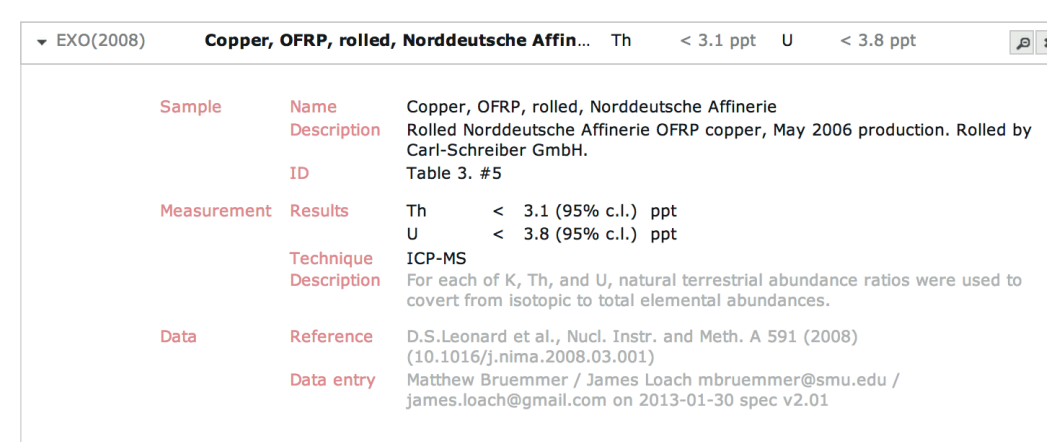 EXO(2008) Copper, OFRP, rolled, Norddeutsche Affin... Th < 3.1 ppt U < 3.8 ppt
Sample Name Copper, OFRP, rolled, Norddeutsche Affinerie
Description Rolled Norddeutsche Affinerie OFRP copper, May 2006 production. Rolled by
Carl-Schreiber GmbH.
ID Table 3. #5
Measurement Results Th < 3.1 (95% c.l.) ppt
U < 3.8 (95% c.l.) ppt
Technique ICP-MS
Description For each of K, Th, and U, natural terrestrial abundance ratios were used to
covert from isotopic to total elemental abundances.
Data Reference D.S.Leonard et al., Nucl. Instr. and Meth. A 591 (2008)
(10.1016/j.nima.2008.03.001)
Data entry Matthew Bruemmer / James Loach mbruemmer@smu.edu /
james.loach@gmail.com on 2013-01-30 spec v2.01